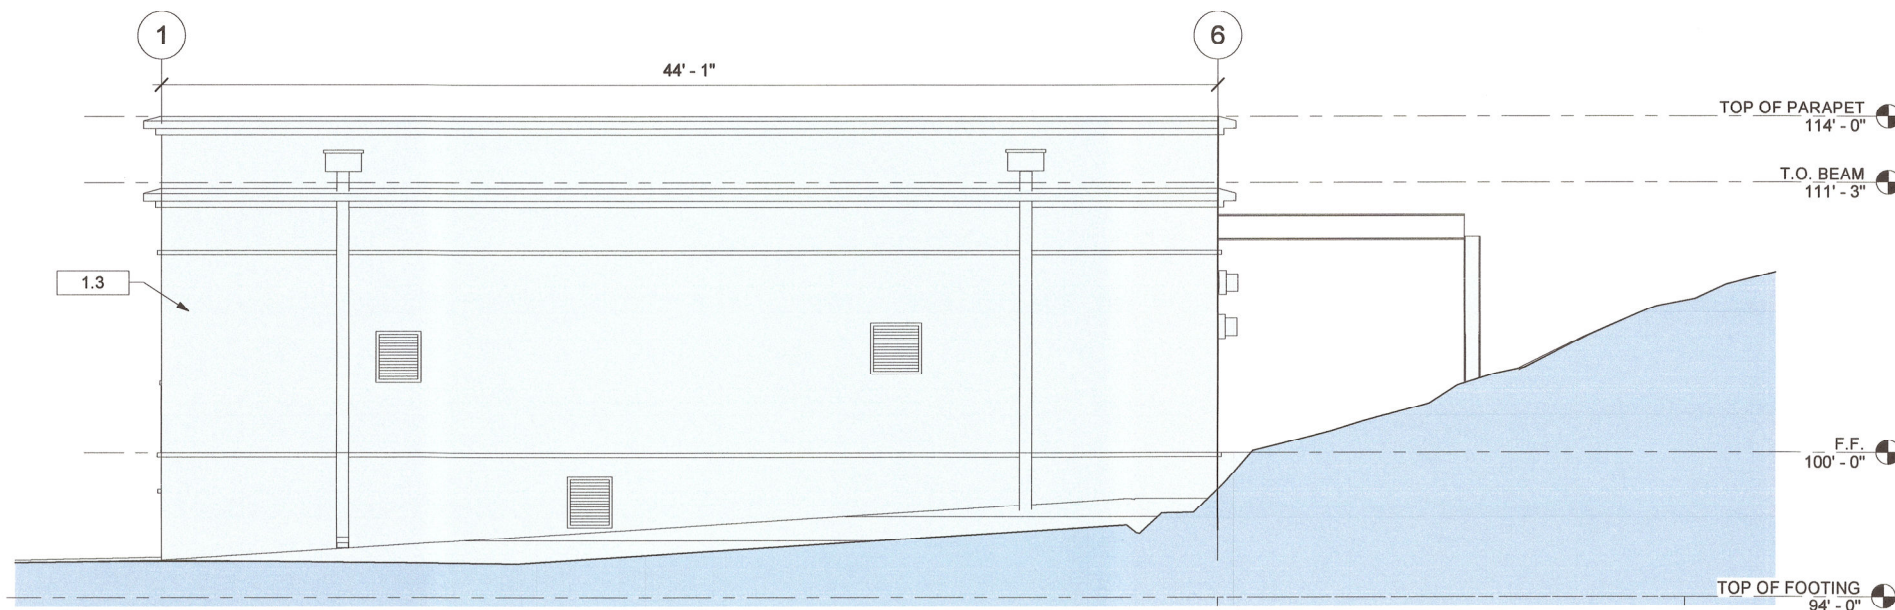 1
6
44' - 1"
TOP OF PARAPET
114' - 0"
T.O. BEAM
111' - 3"
1.3
F.F.
100' - 0"
TOP OF FOOTING
94' - 0"